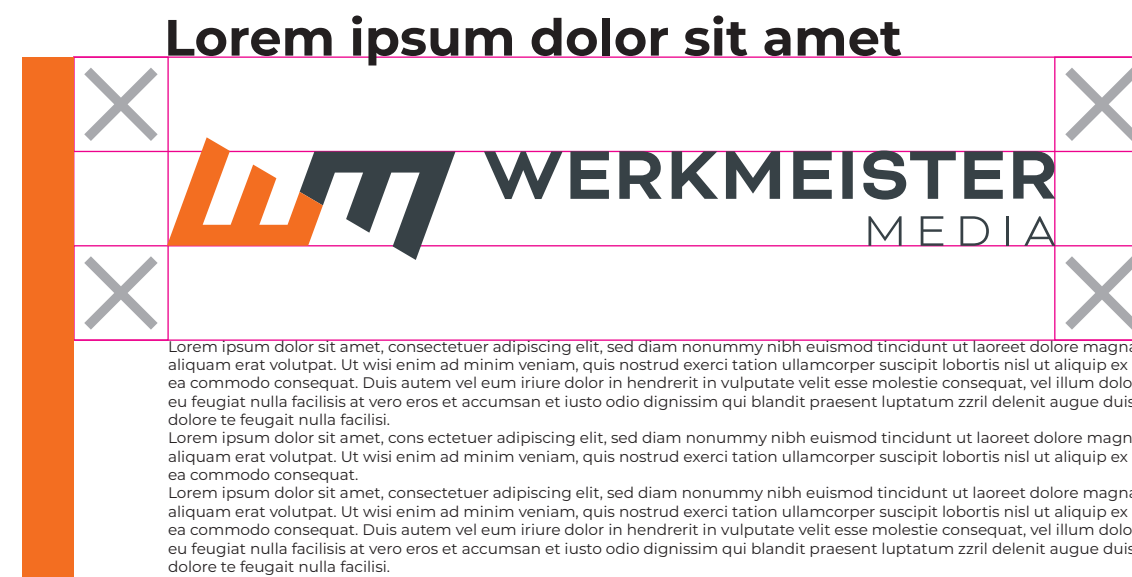 Lorem ipsum dolor sit amet
WERKMEISTER
MEDIA
Lorem ipsum dolor sit amet, consectetuer adipiscing elit, sed diam nonummy nibh euismod tincidunt ut laoreet dolore magna
aliquam erat volutpat. Ut wisi enim ad minim veniam, quis nostrud exerci tation ullamcorper suscipit lobortis nisl ut aliquip ex
ea commodo consequat. Duis autem vel eum iriure dolor in hendrerit in vulputate velit esse molestie consequat, vel illum dolo
eu feugiat nulla facilisis at vero eros et accumsan et iusto odio dignissim qui blandit praesent luptatum zzril delenit augue duis
dolore te feugait nulla facilisi.
Lorem ipsum dolor sit amet, cons ectetuer adipiscing elit, sed diam nonummy nibh euismod tincidunt ut laoreet dolore magn
aliquam erat volutpat. Ut wisi enim ad minim veniam, quis nostrud exerci tation ullamcorper suscipit lobortis nisl ut aliquip ex
ea commodo consequat.
Lorem ipsum dolor sit amet, consectetuer adipiscing elit, sed diam nonummy nibh euismod tincidunt ut laoreet dolore magna
aliquam erat volutpat. Ut wisi enim ad minim veniam, quis nostrud exerci tation ullamcorper suscipit lobortis nisl ut aliquip ex
ea commodo consequat. Duis autem vel eum iriure dolor in hendrerit in vulputate velit esse molestie consequat, vel illum dolo
eu feugiat nulla facilisis at vero eros et accumsan et iusto odio dignissim qui blandit praesent luptatum zzril delenit augue duis
dolore te feugait nulla facilisi.